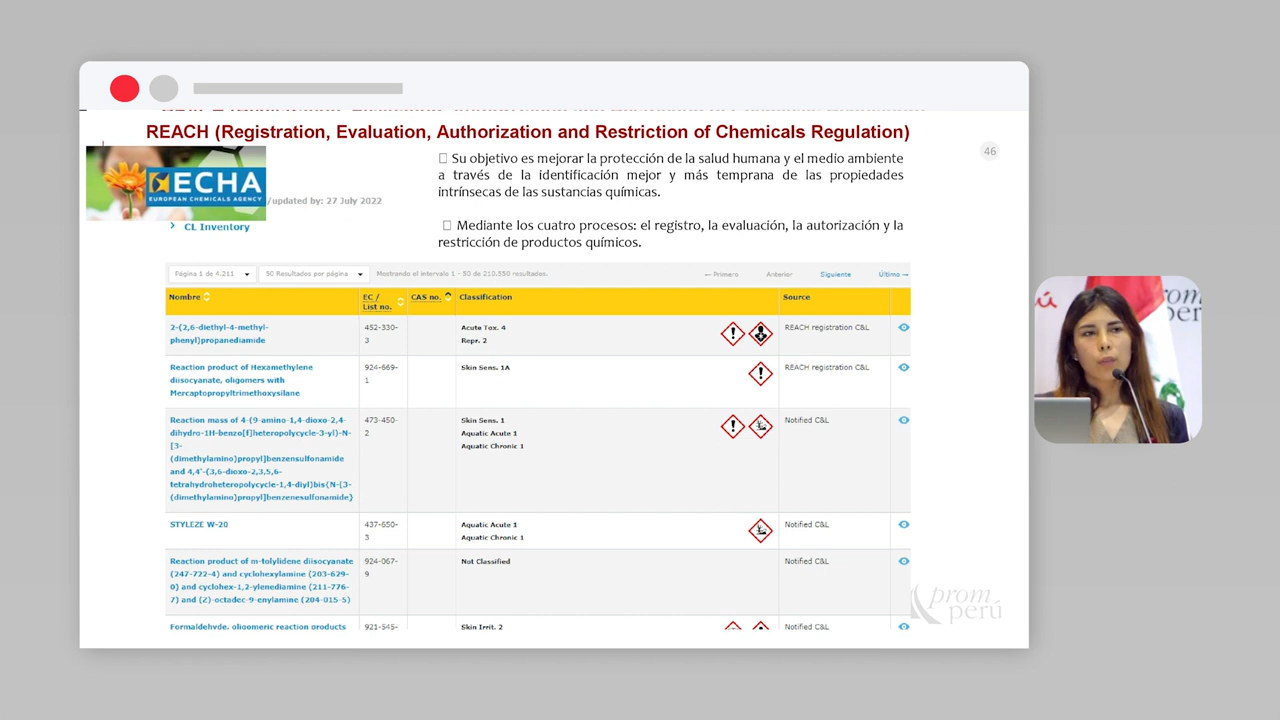 REACH (Registration, Evaluation, Authorization and Restriction of Chemicals Regulation)
46
Su objetivo es mejorar la protección de la salud humana y el medio ambiente
a través de la identificación mejor y más temprana de las propiedades
intrínsecas de las sustancias químicas.
Mediante los cuatro procesos: el registro, la evaluación, la autorización y la
restricción de productos químicos.
ECHA
EUROPEAN CHEMICALS AGENCY
/updated by: 27 July 2022
CL Inventory
Página 1 de 4.211 50 Resultados por página Mostrando el intervalo 1 - 50 de 210.550 resultados. ← Primero Anterior Siguiente Último →
Nombre EC / List no. CAS no. Classification Source
2-(2,6-diethyl-4-methyl-
phenyl)propanediamide
452-330-
3
Acute Tox. 4
Repr. 2
REACH registration C&L
Reaction product of Hexamethylene
diisocyanate, oligomers with
Mercaptopropyltrimethoxysilane
924-669-
1
Skin Sens. 1A
REACH registration C&L
Reaction mass of 4-(9-amino-1,4-dioxo-2,4-
dihydro-1H-benzo[f]heteropolycycle-3-yl)-N-
[3-
(dimethylamino)propyl]benzensulfonamide
and 4,4'-(3,6-dioxo-2,3,5,6-
tetrahydroheteropolycycle-1,4-diyl)bis{N-[3-
(dimethylamino)propyl]benzenesulfonamide}
473-450-
2
Skin Sens. 1
Aquatic Acute 1
Aquatic Chronic 1
Notified C&L
STYLEZE W-20
437-650-
3
Aquatic Acute 1
Aquatic Chronic 1
Notified C&L
Reaction product of m-tolylidene diisocyanate
(247-722-4) and cyclohexylamine (203-629-
0) and cyclohex-1,2-ylenediamine (211-776-
7) and (Z)-octadec-9-enylamine (204-015-5)
924-067-
9
Not Classified
Notified C&L
Formaldehyde, oligomeric reaction products
921-545-
Skin Irrit. 2
Notified C&L
prom
perú